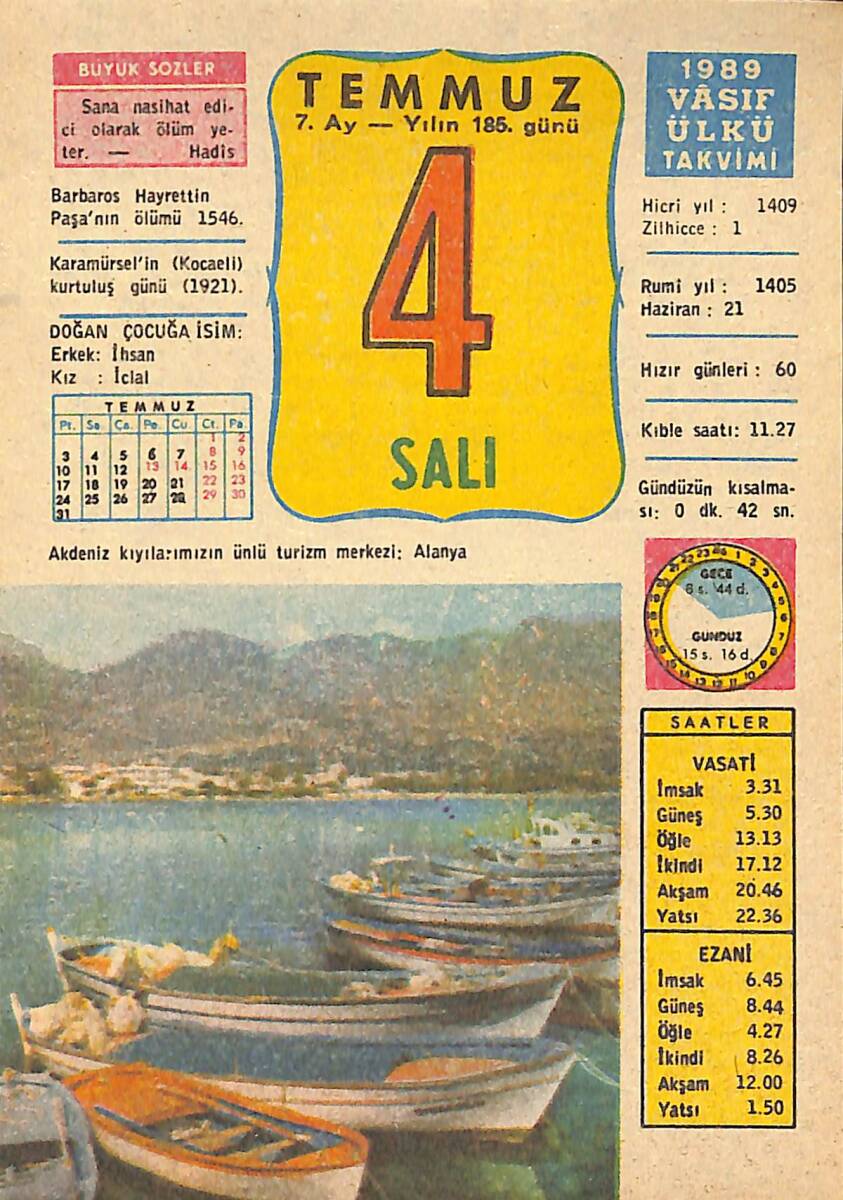 BÜYÜK SÖZLER
Sana nasihat edi-
ci olarak ölüm ye-
ter. — Hadis
Barbaros Hayrettin
Paşa'nın ölümü 1546.
Karamürsel'in (Kocaeli)
kurtuluş günü (1921).
DOĞAN ÇOCUĞA İSİM:
Erkek: İhsan
Kız : İclal
TEMMUZ
Pt. Sa. Ça. Pe. Cu. Ct. Pa.
1 2
3 4 5 6 7 8 9
10 11 12 13 14 15 16
17 18 19 20 21 22 23
24 25 26 27 28 29 30
31
TEMMUZ
7. Ay — Yılın 185. günü
4
SALI
1989
VÂSIF
ÜLKÜ
TAKVİMİ
Hicri yıl : 1409
Zilhicce : 1
Rumi yıl : 1405
Haziran : 21
Hızır günleri : 60
Kıble saatı: 11.27
Gündüzün kısalma-
sı: 0 dk. 42 sn.
Akdeniz kıyılarımızın ünlü turizm merkezi: Alanya
GECE
8 s. 44 d.
GÜNDÜZ
15 s. 16 d.
SAATLER
VASATİ
İmsak 3.31
Güneş 5.30
Öğle 13.13
İkindi 17.12
Akşam 20.46
Yatsı 22.36
EZANİ
İmsak 6.45
Güneş 8.44
Öğle 4.27
İkindi 8.26
Akşam 12.00
Yatsı 1.50